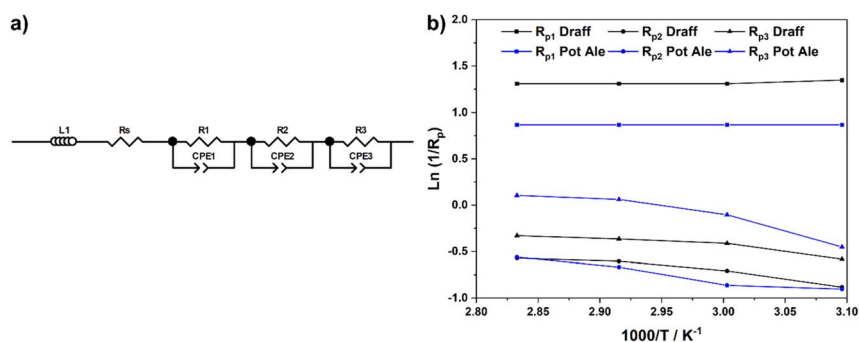 a)
L1
Rs
R1
R2
R3
CPE1
CPE2
CPE3
b)
Rp1 Draff Rp2 Draff Rp3 Draff
Rp1 Pot Ale Rp2 Pot Ale Rp3 Pot Ale
2.0
1.5
1.0
0.5
0.0
-0.5
-1.0
Ln (1/Rp)
2.80 2.85 2.90 2.95 3.00 3.05 3.10
1000/T / K-1